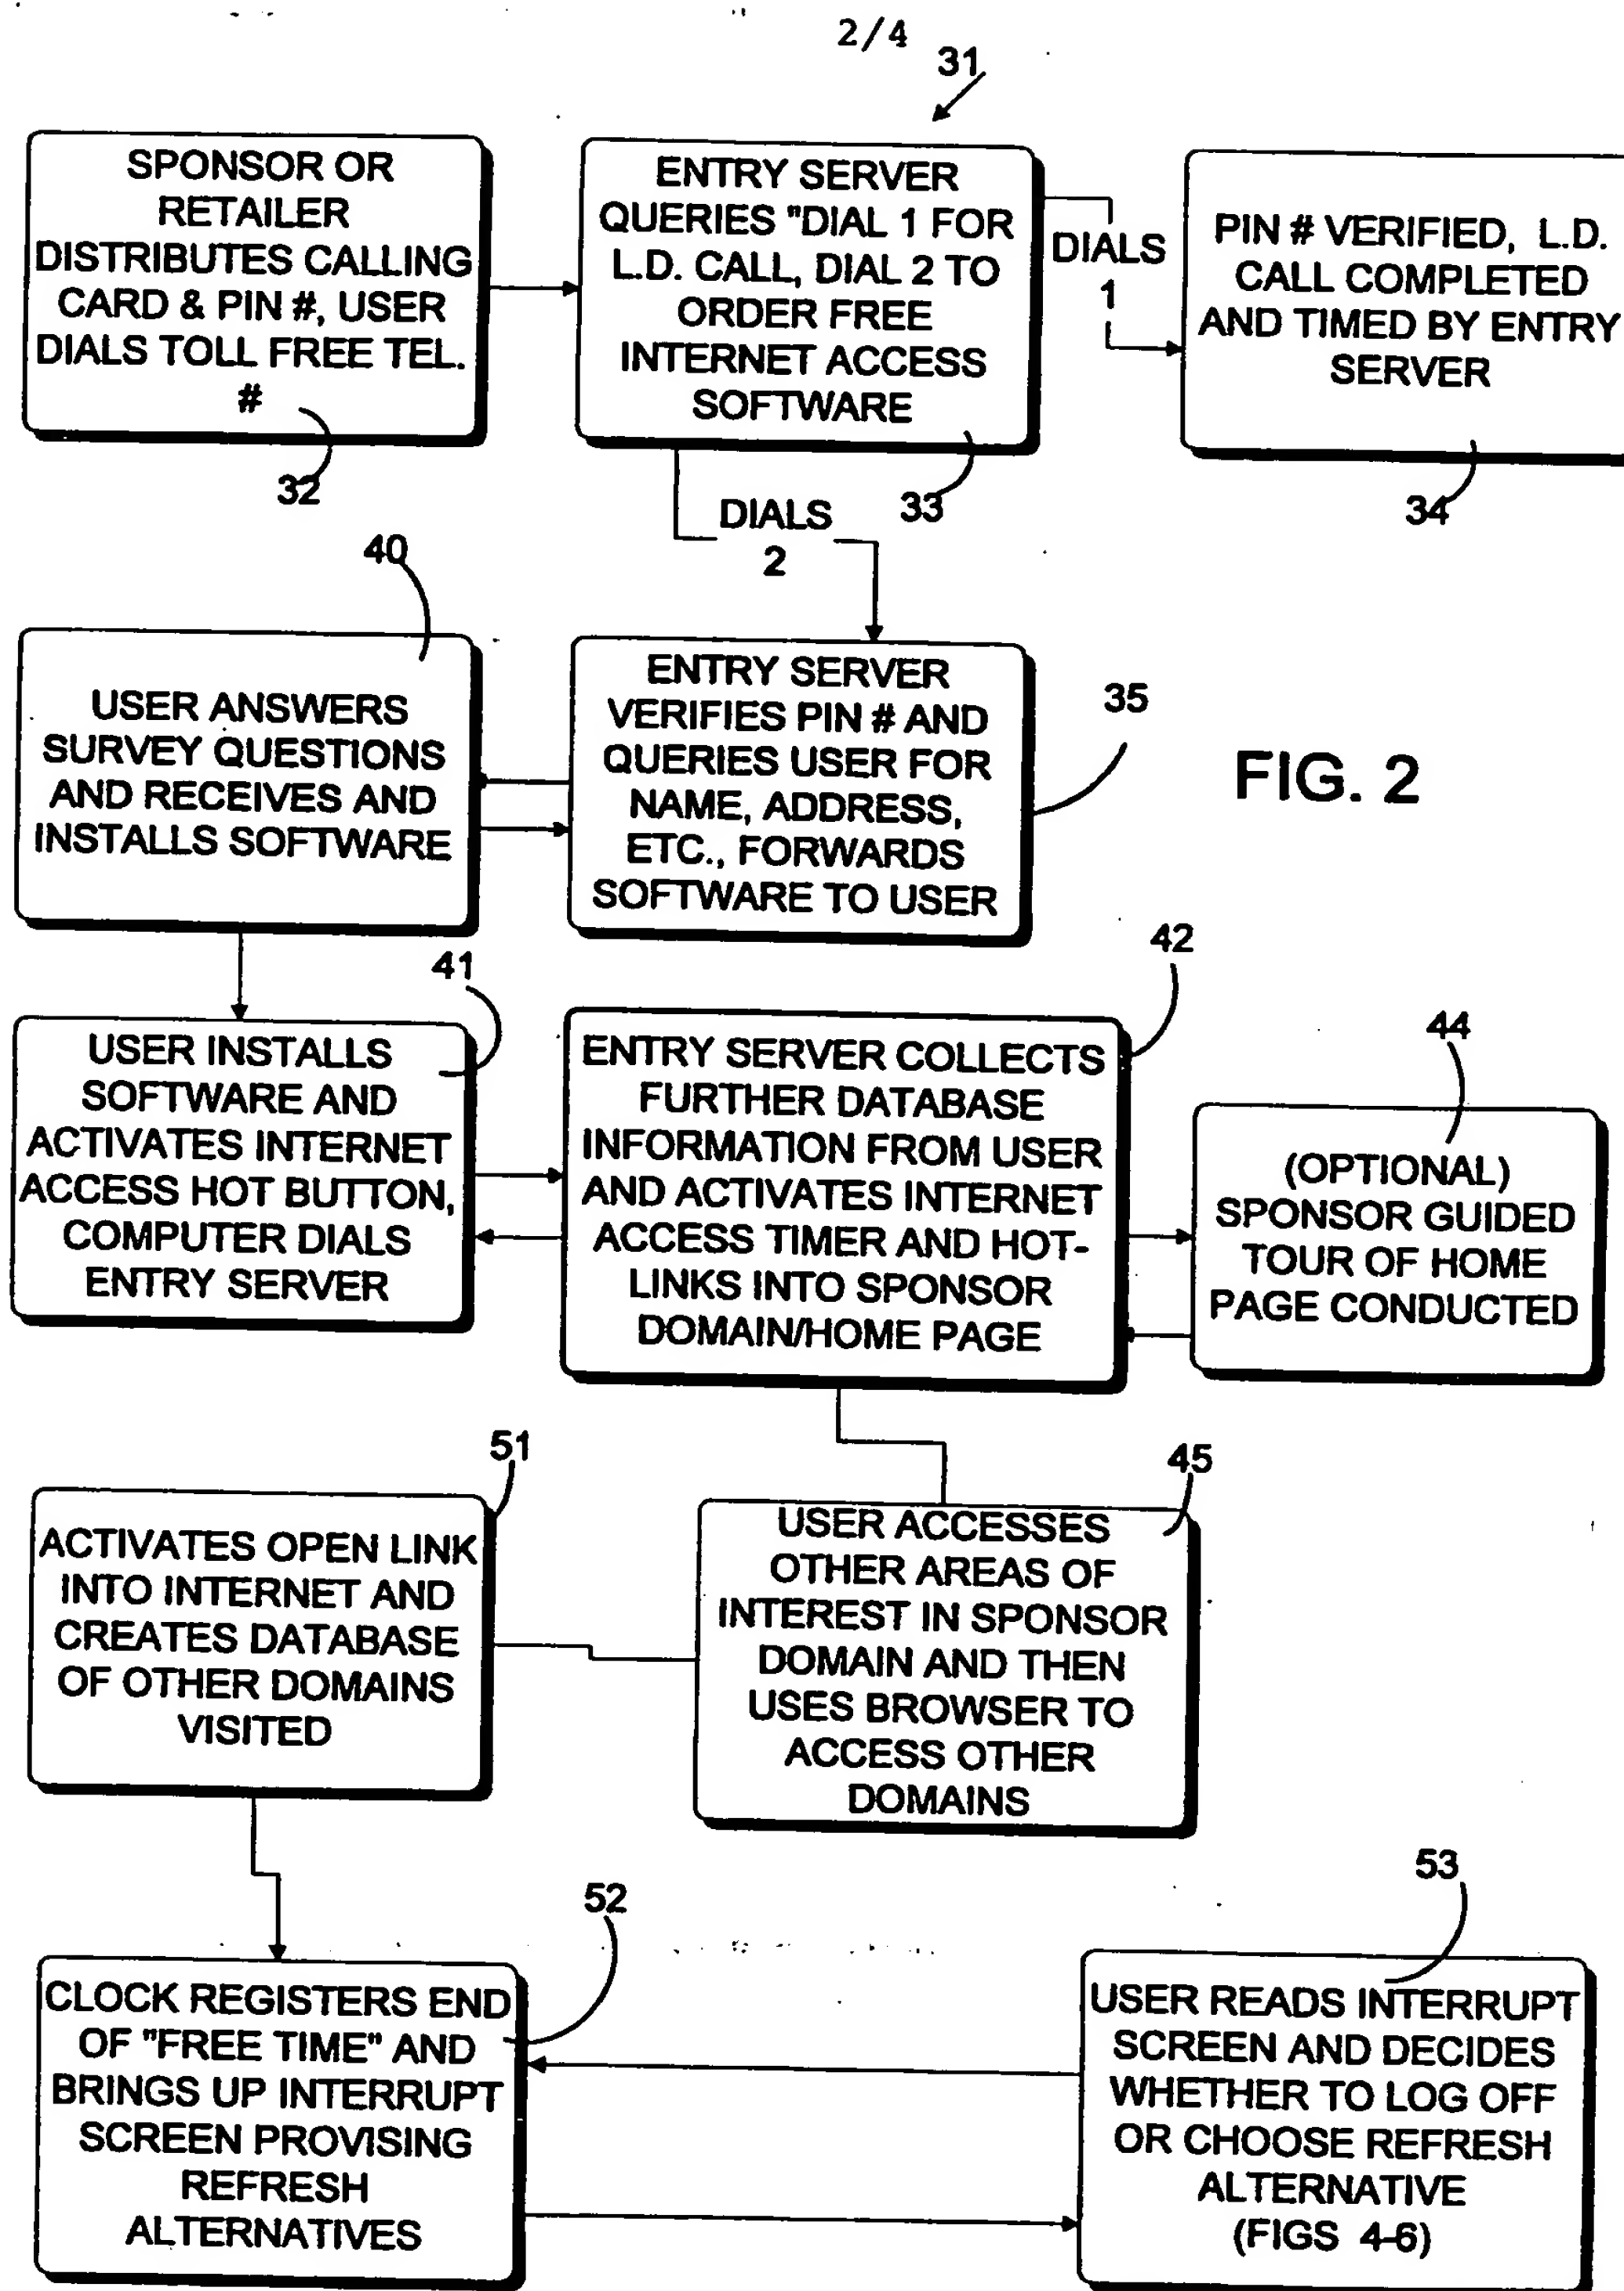 2/4
31
SPONSOR OR
RETAILER
DISTRIBUTES CALLING
CARD & PIN #, USER
DIALS TOLL FREE TEL.
#
32
ENTRY SERVER
QUERIES "DIAL 1 FOR
L.D. CALL, DIAL 2 TO
ORDER FREE
INTERNET ACCESS
SOFTWARE
33
DIALS
1
PIN # VERIFIED, L.D.
CALL COMPLETED
AND TIMED BY ENTRY
SERVER
34
DIALS
2
40
USER ANSWERS
SURVEY QUESTIONS
AND RECEIVES AND
INSTALLS SOFTWARE
ENTRY SERVER
VERIFIES PIN # AND
QUERIES USER FOR
NAME, ADDRESS,
ETC., FORWARDS
SOFTWARE TO USER
35
FIG. 2
41
USER INSTALLS
SOFTWARE AND
ACTIVATES INTERNET
ACCESS HOT BUTTON,
COMPUTER DIALS
ENTRY SERVER
42
ENTRY SERVER COLLECTS
FURTHER DATABASE
INFORMATION FROM USER
AND ACTIVATES INTERNET
ACCESS TIMER AND HOT-
LINKS INTO SPONSOR
DOMAIN/HOME PAGE
44
(OPTIONAL)
SPONSOR GUIDED
TOUR OF HOME
PAGE CONDUCTED
51
ACTIVATES OPEN LINK
INTO INTERNET AND
CREATES DATABASE
OF OTHER DOMAINS
VISITED
45
USER ACCESSES
OTHER AREAS OF
INTEREST IN SPONSOR
DOMAIN AND THEN
USES BROWSER TO
ACCESS OTHER
DOMAINS
52
CLOCK REGISTERS END
OF "FREE TIME" AND
BRINGS UP INTERRUPT
SCREEN PROVISING
REFRESH
ALTERNATIVES
53
USER READS INTERRUPT
SCREEN AND DECIDES
WHETHER TO LOG OFF
OR CHOOSE REFRESH
ALTERNATIVE
(FIGS 4-6)